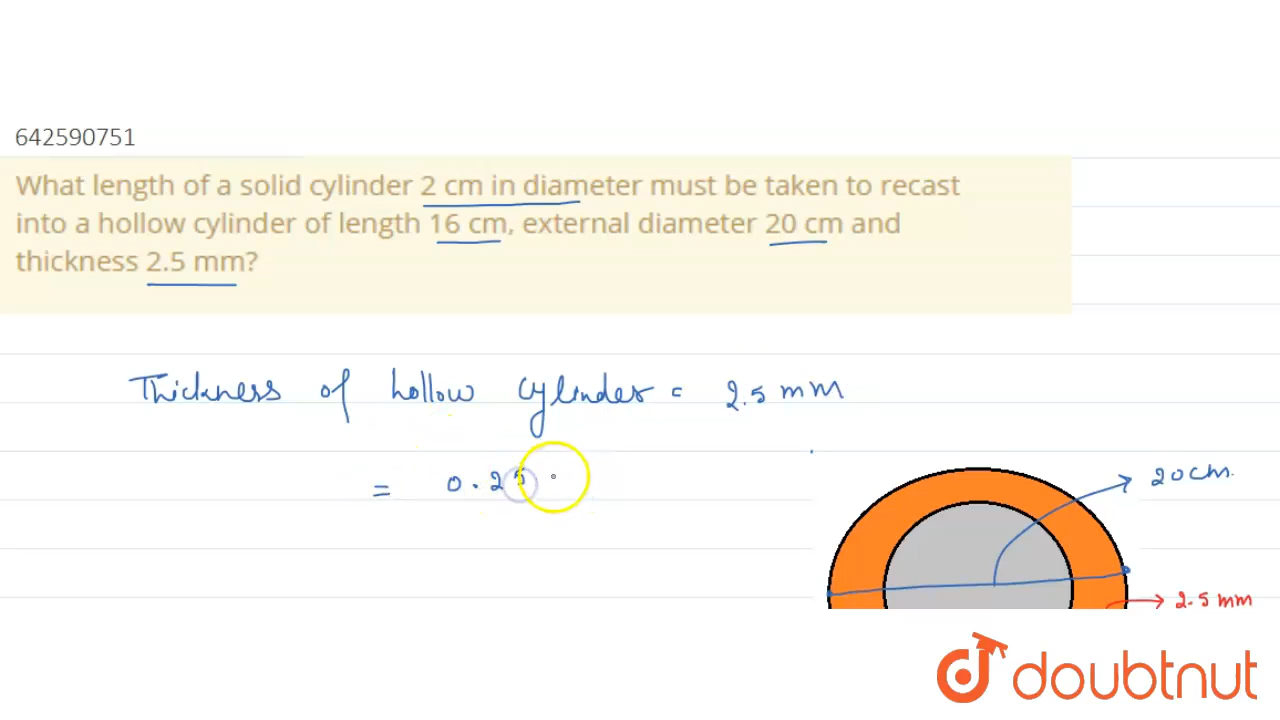 642590751
What length of a solid cylinder 2 cm in diameter must be taken to recast
into a hollow cylinder of length 16 cm, external diameter 20 cm and
thickness 2.5 mm?
Thickness of hollow cylinder = 2.5 mm
= 0.25
20cm.
2.5 mm
doubtnut